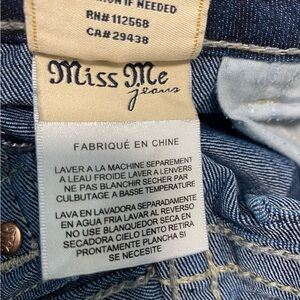 IF NEEDED
RN#112568
CA#29438
Miss Me
jeans
FABRIQUÉ EN CHINE
LAVER A LA MACHINE SEPAREMENT
A LEAU FROIDE LAVER A LENVERS
NE PAS BLANCHIR SECHER PAR
CULBUTAGE A BASSE TEMPERATURE
LAVA EN LAVADORA SEPARADAMENTE
EN AGUA FRIA LAVAR AL REVERSO
NO USE BLANQUEDOR SECA EN
SECADORA CIELO LENTO RETIRA
PRONTAMENTE PLANCHA SI
SE NECESITE